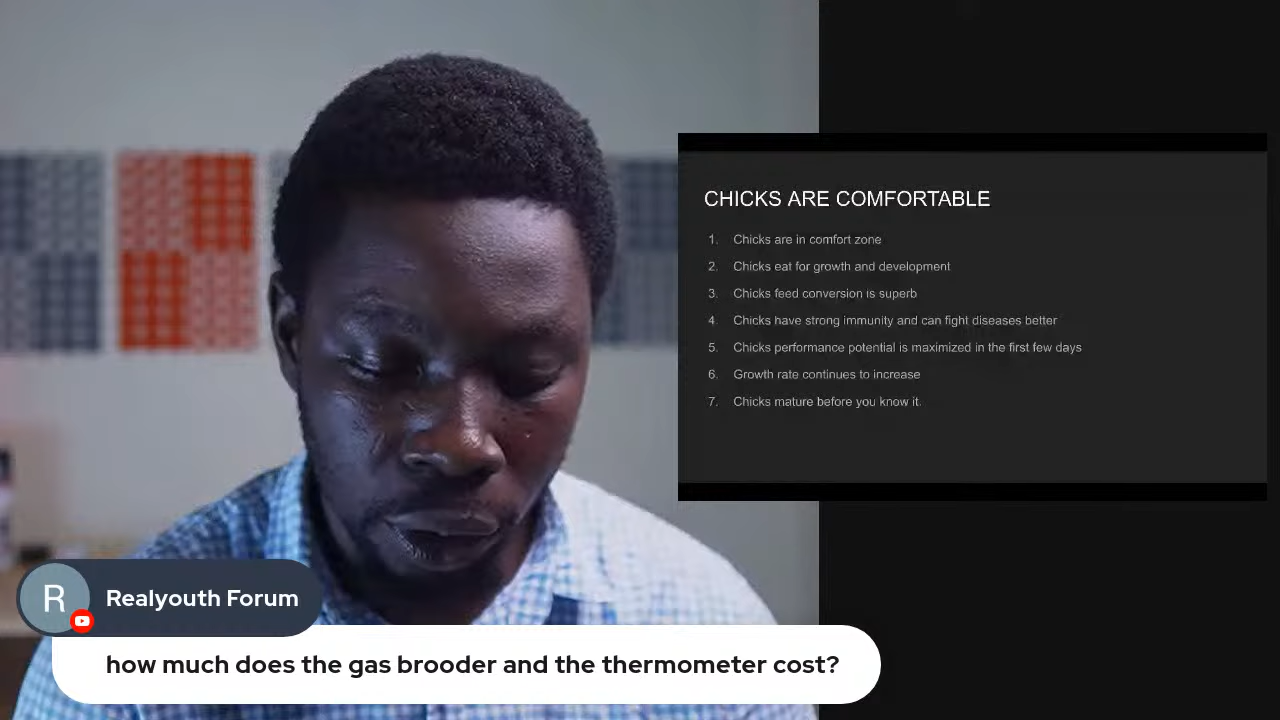 CHICKS ARE COMFORTABLE
1. Chicks are in comfort zone
2. Chicks eat for growth and development
3. Chicks feed conversion is superb
4. Chicks have strong immunity and can fight diseases better
5. Chicks performance potential is maximized in the first few days
6. Growth rate continues to increase
7. Chicks mature before you know it.
R
Realyouth Forum
how much does the gas brooder and the thermometer cost?